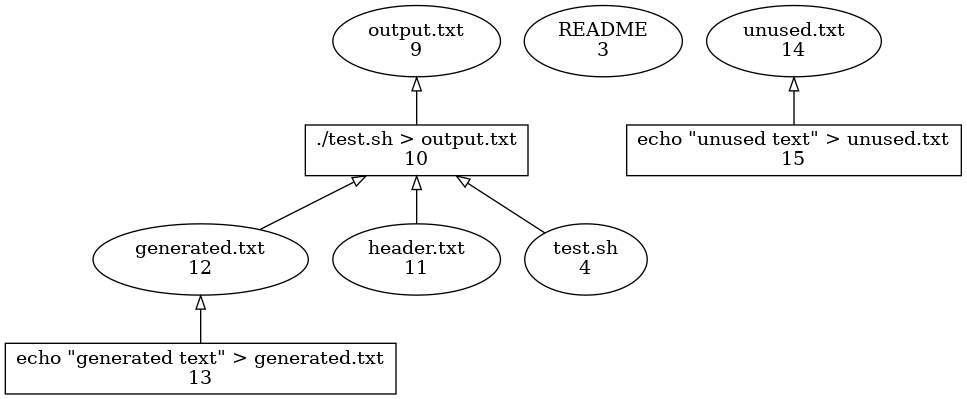 output.txt
9
README
3
unused.txt
14
./test.sh > output.txt
10
echo "unused text" > unused.txt
15
generated.txt
12
header.txt
11
test.sh
4
echo "generated text" > generated.txt
13